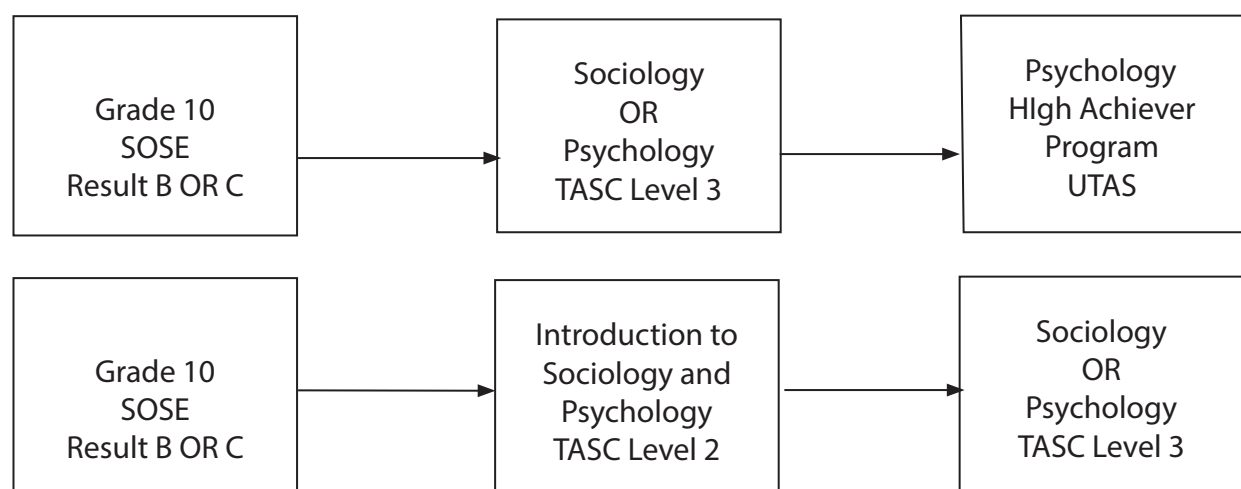 Grade 10
SOSE
Result B OR C
Sociology
OR
Psychology
TASC Level 3
Psychology
HIgh Achiever
Program
UTAS
Grade 10
SOSE
Result B OR C
Introduction to
Sociology and
Psychology
TASC Level 2
Sociology
OR
Psychology
TASC Level 3